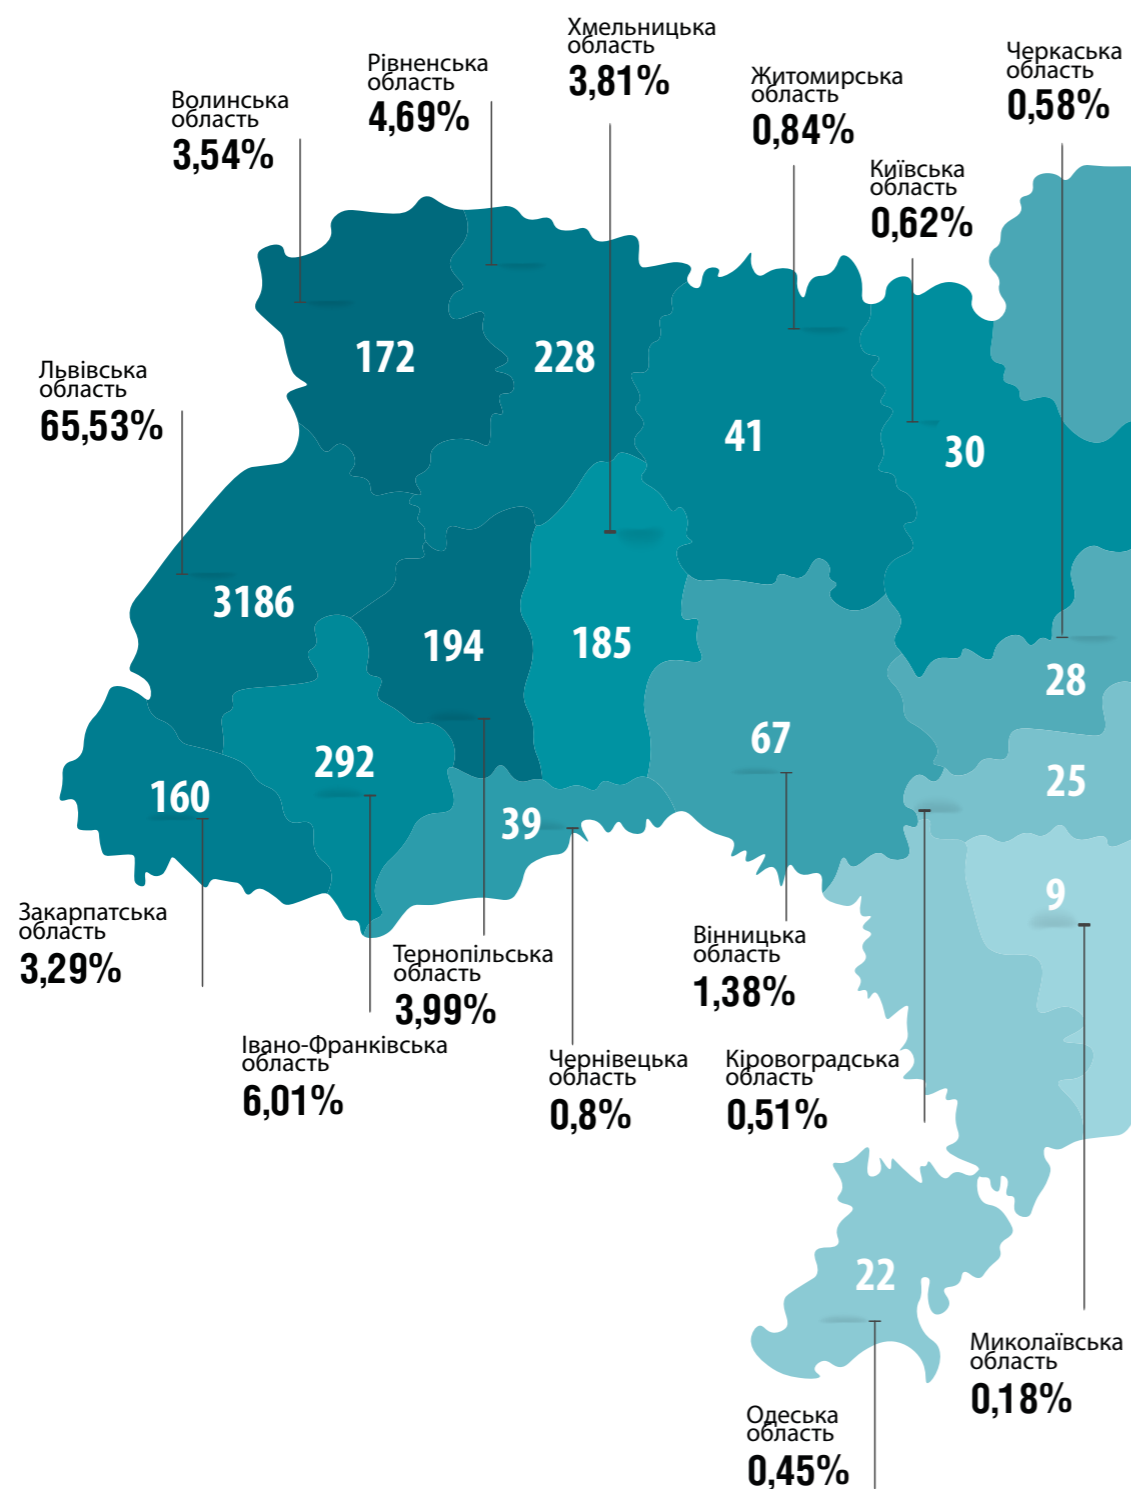 Хмельницька
область
3,81%
Рівненська
область
4,69%
Черкаська
область
0,58%
Житомирська
область
0,84%
Волинська
область
3,54%
Київська
область
0,62%
172
228
Львівська
область
65,53%
41
30
3186
194
185
28
292
67
25
160
39
9
Закарпатська
область
3,29%
Тернопільська
область
3,99%
Вінницька
область
1,38%
Івано-Франківська
область
6,01%
Чернівецька
область
0,8%
Кіровоградська
область
0,51%
22
Миколаївська
область
0,18%
Одеська
область
0,45%